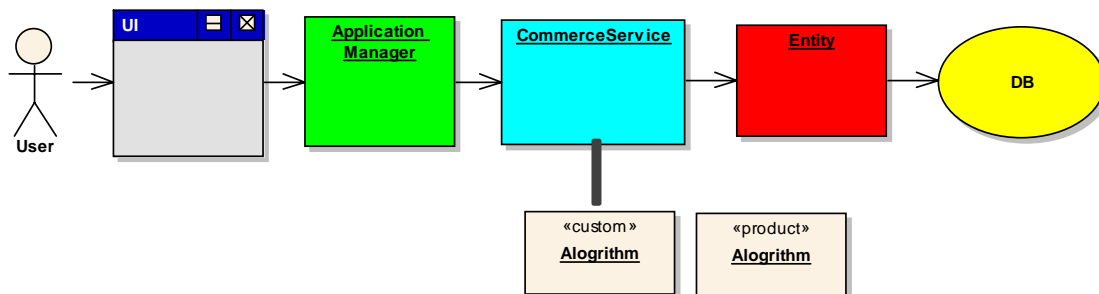 UI
Application
Manager
CommerceService
Entity
DB
User
«custom»
Alogrithm
«product»
Alogrithm